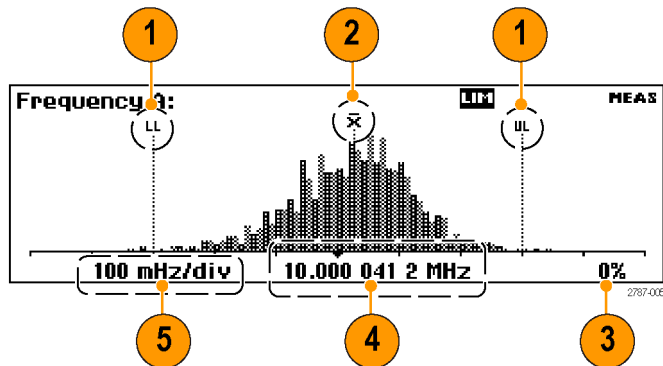 1 2 1
Frequency A: LIM MEAS
LL x̄ UL
100 mHz/div 10.000 041 2 MHz 0%
2787-005
5 4 3